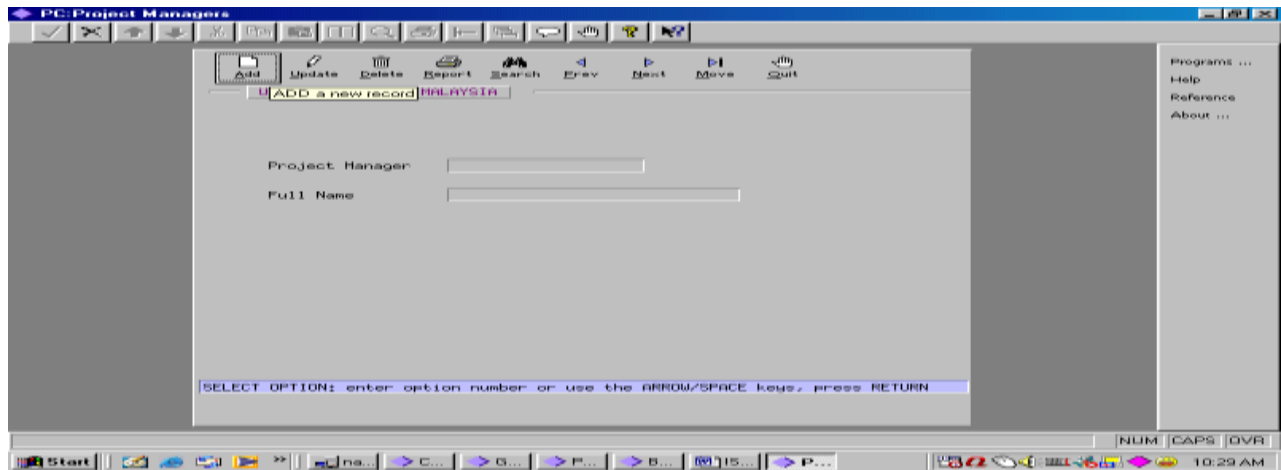 PC:Project Managers
Add Update Delete Report Search Prev Next Move Quit
U
ADD a new record
MALAYSIA
Project Manager
Full Name
SELECT OPTION: enter option number or use the ARROW/SPACE keys, press RETURN
Programs ...
Help
Reference
About ...
NUM CAPS OVR
Start
na... C... G... P... B... 15... P...
10:29 AM